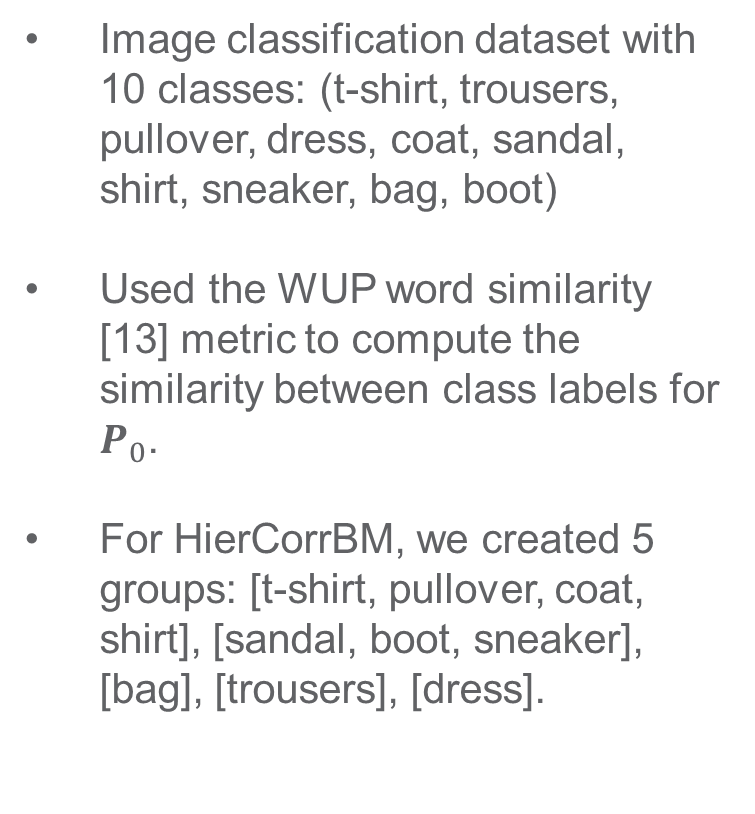 • Image classification dataset with
10 classes: (t-shirt, trousers,
pullover, dress, coat, sandal,
shirt, sneaker, bag, boot)
• Used the WUP word similarity
[13] metric to compute the
similarity between class labels for
P₀.
• For HierCorrBM, we created 5
groups: [t-shirt, pullover, coat,
shirt], [sandal, boot, sneaker],
[bag], [trousers], [dress].